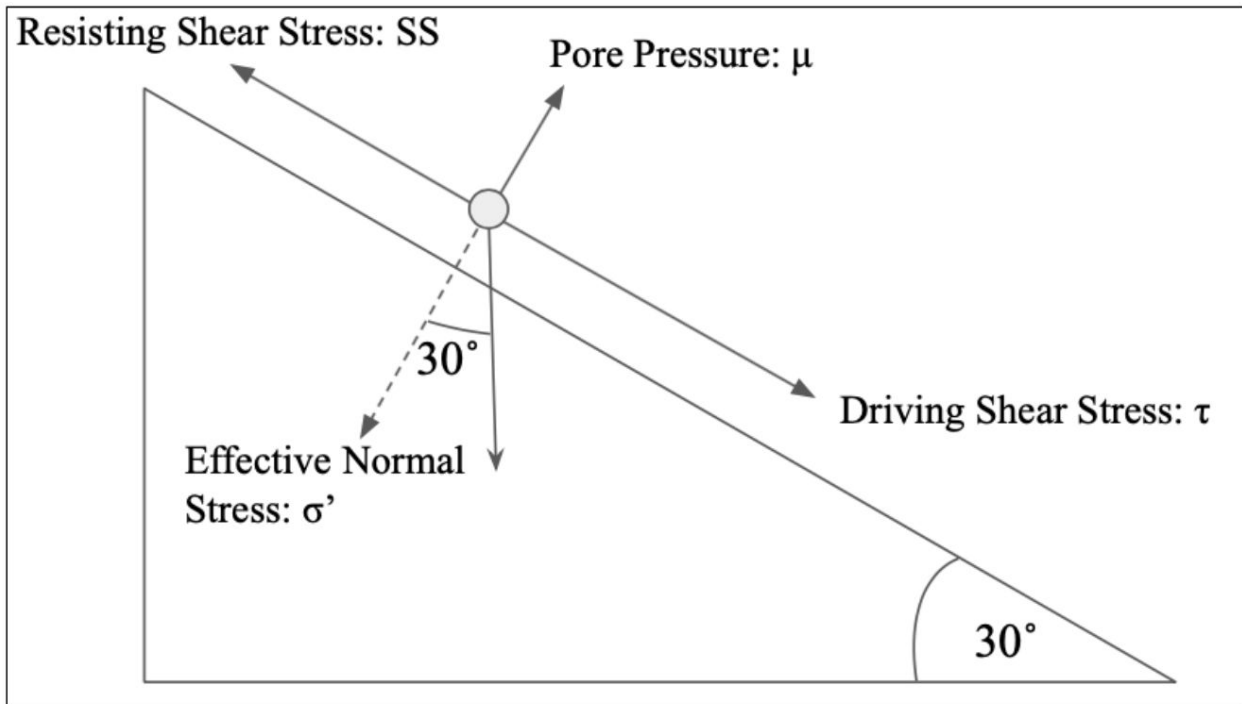 Resisting Shear Stress: SS
Pore Pressure: μ
30˚
Driving Shear Stress: τ
Effective Normal
Stress: σ’
30˚